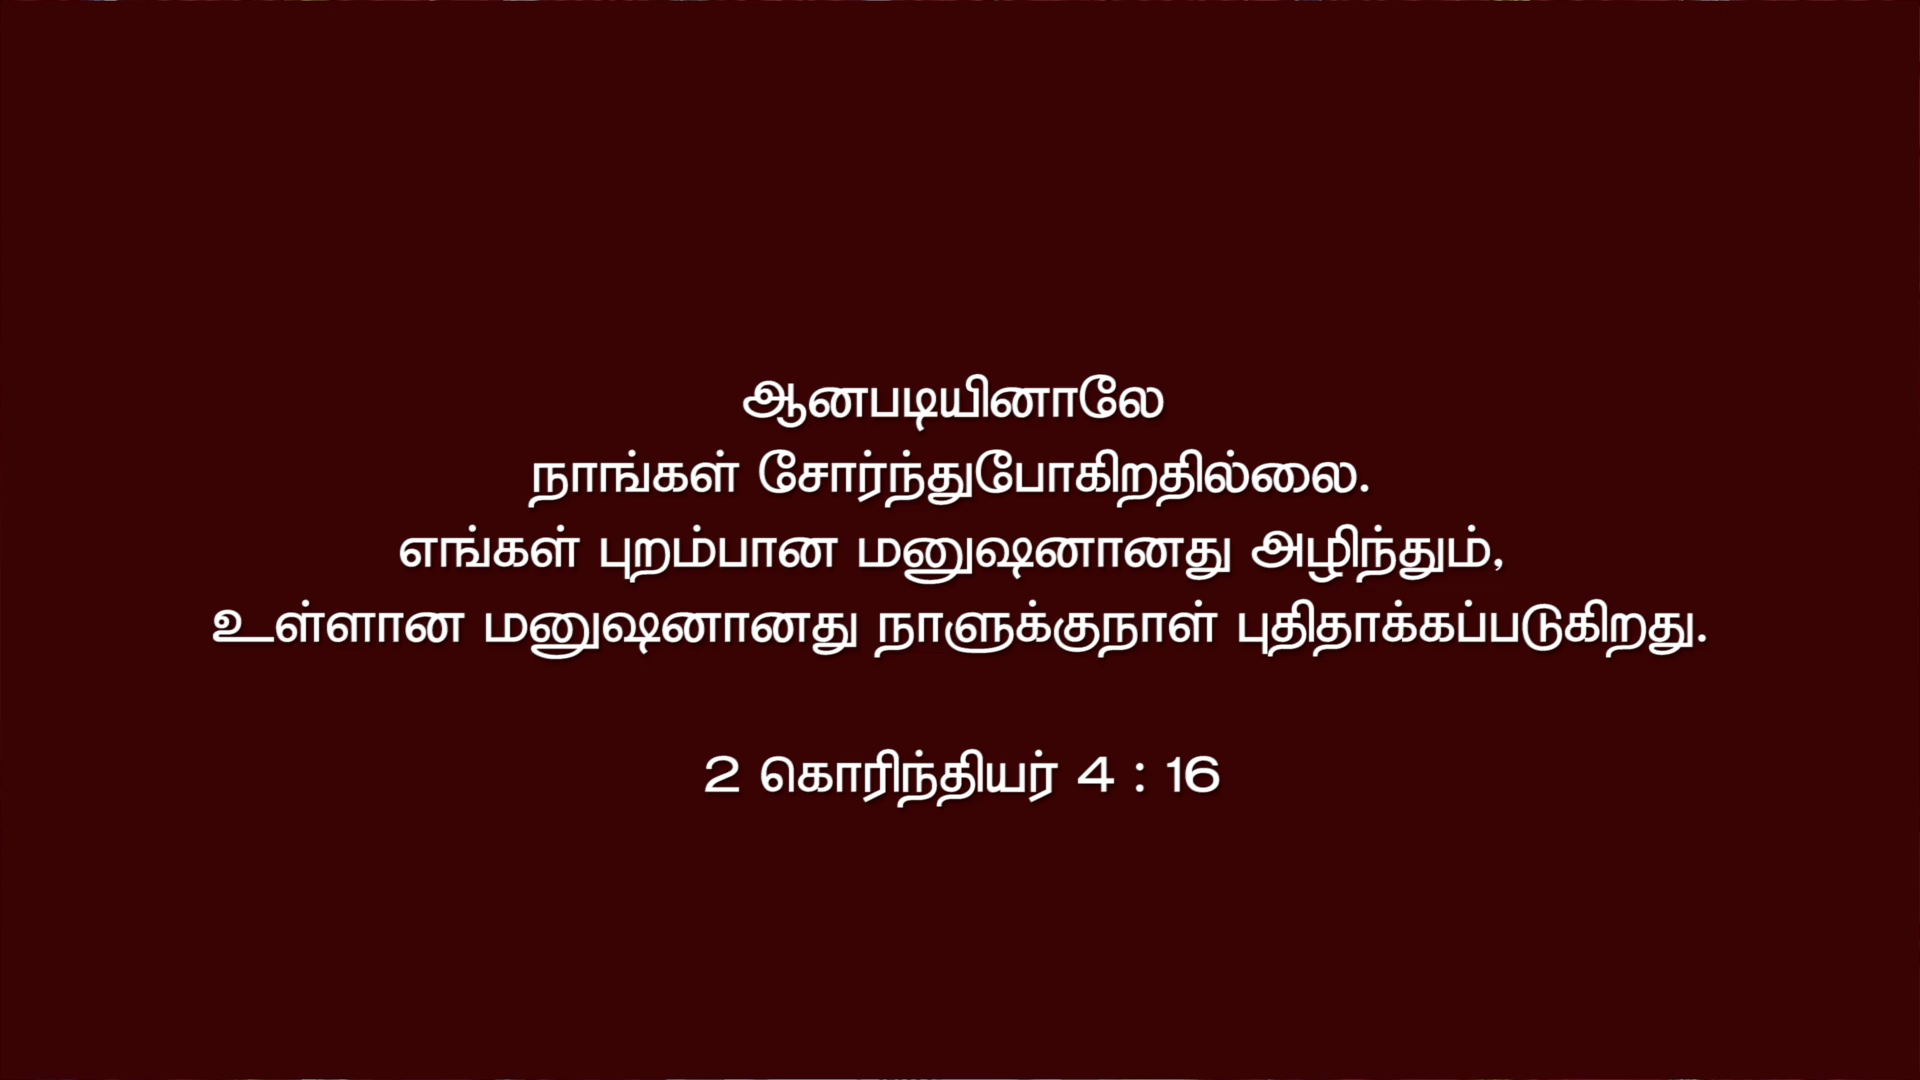 ஆனபடியினாலே
நாங்கள் சோர்ந்துபோகிறதில்லை.
எங்கள் புறம்பான மனுஷனானது அழிந்தும்,
உள்ளான மனுஷனானது நாளுக்குநாள் புதிதாக்கப்படுகிறது.
2 கொரிந்தியர் 4 : 16